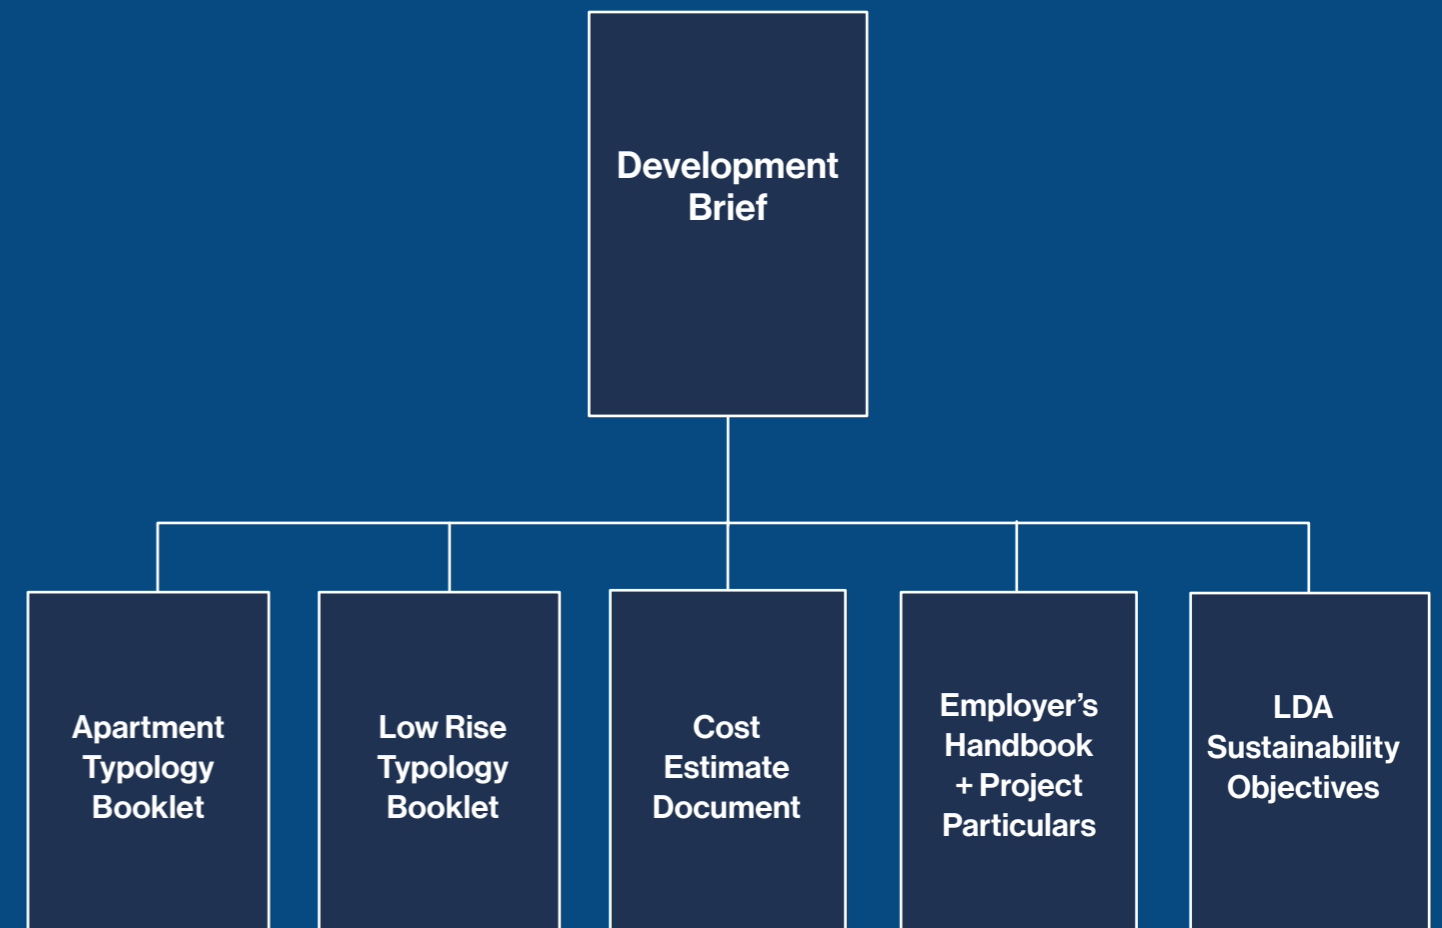 Development
Brief
Apartment
Typology
Booklet
Low Rise
Typology
Booklet
Cost
Estimate
Document
Employer’s
Handbook
+ Project
Particulars
LDA
Sustainability
Objectives